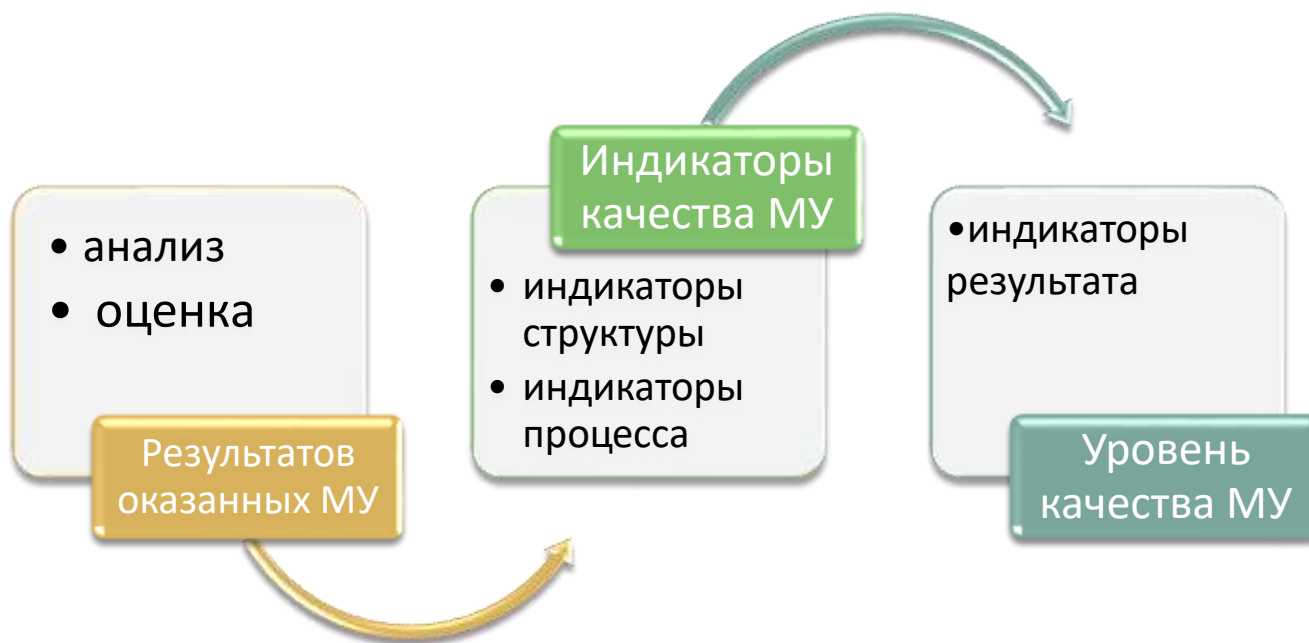 • анализ
• оценка
Результатов
оказанных МУ
Индикаторы
качества МУ
• индикаторы
структуры
• индикаторы
процесса
•индикаторы
результата
Уровень
качества МУ